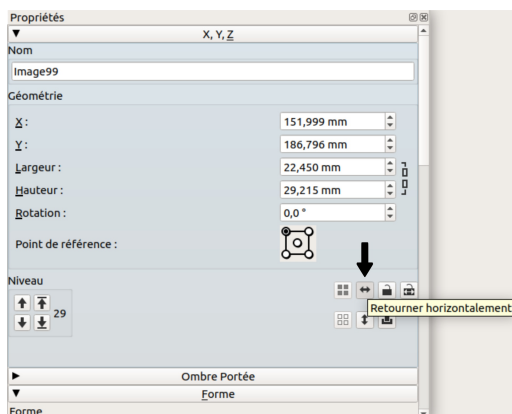 Propriétés
X, Y, Z
Nom
Image99
Géométrie
X : 151,999 mm
Y : 186,796 mm
Largeur : 22,450 mm
Hauteur : 29,215 mm
Rotation : 0,0 °
Point de référence :
Niveau
29
Retourner horizontalement
Ombre Portée
Forme
Forme